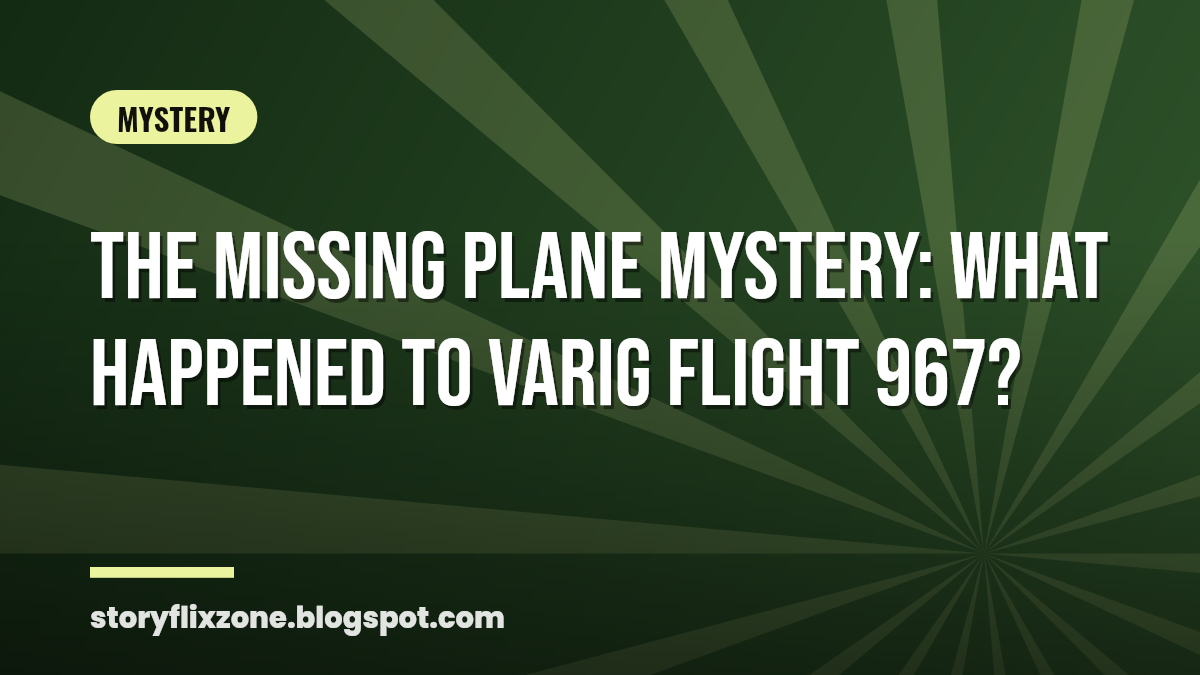 MYSTERY
THE MISSING PLANE MYSTERY: WHAT
HAPPENED TO VARIG FLIGHT 967?
storyflixzone.blogspot.com